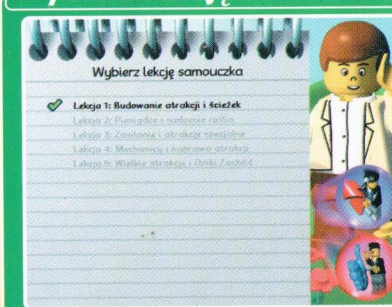 Wybierz lekcję samouczka
Lekcja 1: Budowanie atrakcji i ścieżek
Lekcja 2: Pieniądze i sadzenie roślin
Lekcja 3: Zasilanie i atrakcje specjalne
Lekcja 4: Mechanicy i naprawa atrakcji
Lekcja 5: Wielkie atrakcje i Dziki Zachód